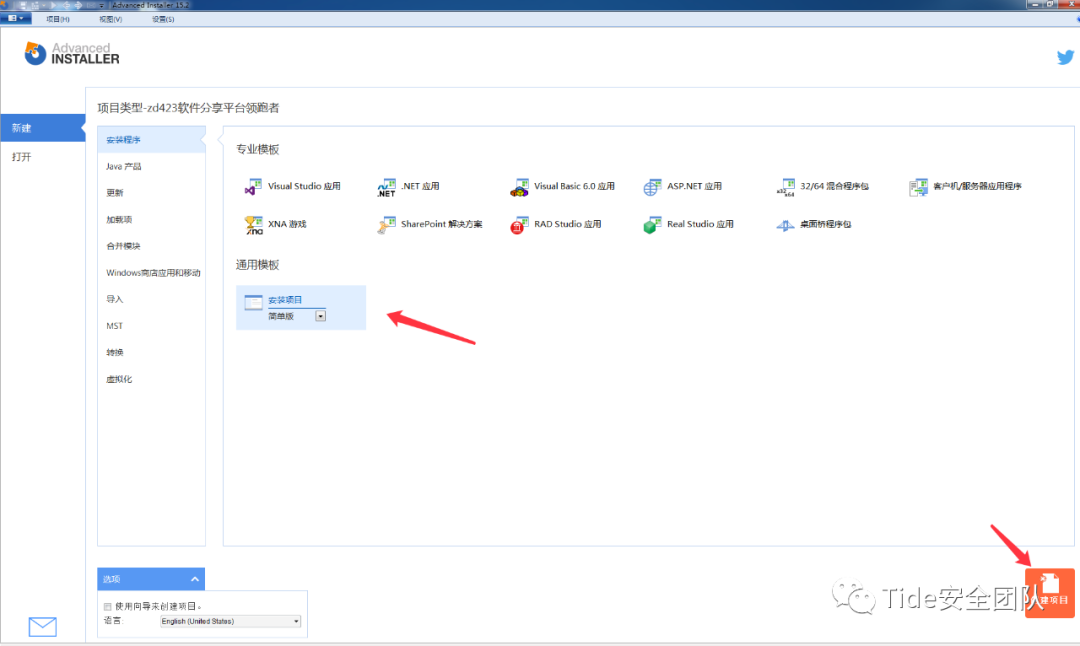 Advanced Installer 15.2
项目(H) 视图(V) 设置(S)
Advanced
INSTALLER
项目类型-zd423软件分享平台领跑者
新建
打开
安装程序
Java 产品
更新
加载项
合并模块
Windows商店应用和移动
导入
MST
转换
虚拟化
专业模板
Visual Studio 应用 .NET 应用 Visual Basic 6.0 应用 ASP.NET 应用 32/64 混合程序包 客户机/服务器应用程序
XNA 游戏 SharePoint 解决方案 RAD Studio 应用 Real Studio 应用 桌面桥程序包
通用模板
安装项目
简单版
选项
使用向导来创建项目。
语言:
English (United States)
Tide安全团队
建项目